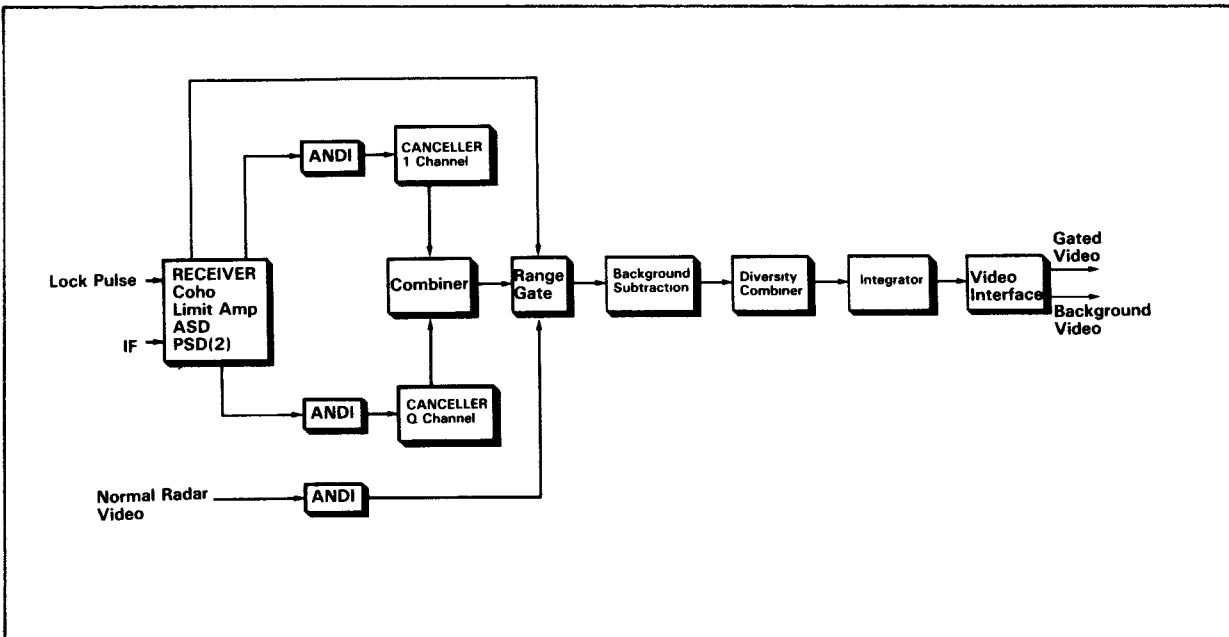 ANDI
CANCELLER
1 Channel
Lock Pulse
IF
RECEIVER
Coho
Limit Amp
ASD
PSD(2)
Combiner
Range
Gate
Background
Subtraction
Diversity
Combiner
Integrator
Video
Interface
Gated
Video
Background
Video
ANDI
CANCELLER
Q Channel
Normal Radar
Video
ANDI